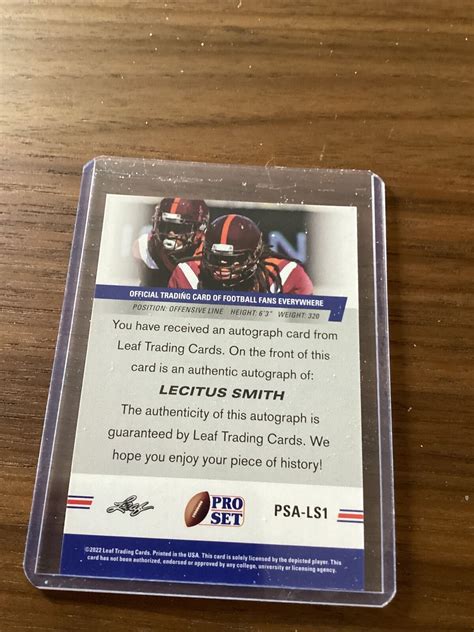 OFFICIAL TRADING CARD OF FOOTBALL FANS EVERYWHERE
POSITION: OFFENSIVE LINE HEIGHT: 6'3" WEIGHT: 320
You have received an autograph card from
Leaf Trading Cards. On the front of this
card is an authentic autograph of:
LECITUS SMITH
The authenticity of this autograph is
guaranteed by Leaf Trading Cards. We
hope you enjoy your piece of history!
Leaf
PRO
SET
PSA-LS1
©2022 Leaf Trading Cards. Printed in the USA. This card is solely licensed by the depicted player. This
card has not been authorized, endorsed or approved by any college, university or licensing agency.